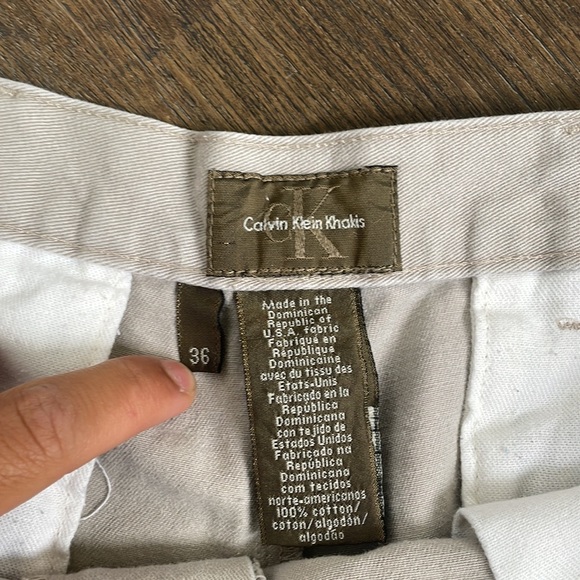 cK
Calvin Klein Khakis
36
Made in the
Dominican
Republic of
U.S.A. fabric
Fabriqué en
République
Dominicaine
avec du tissu des
Etats-Unis
Fabricado en la
República
Dominicana
con tejido de
Estados Unidos
Fabricado na
República
Dominicana
com tecidos
norte-americanos
100% cotton/
coton/algodón/
algodão